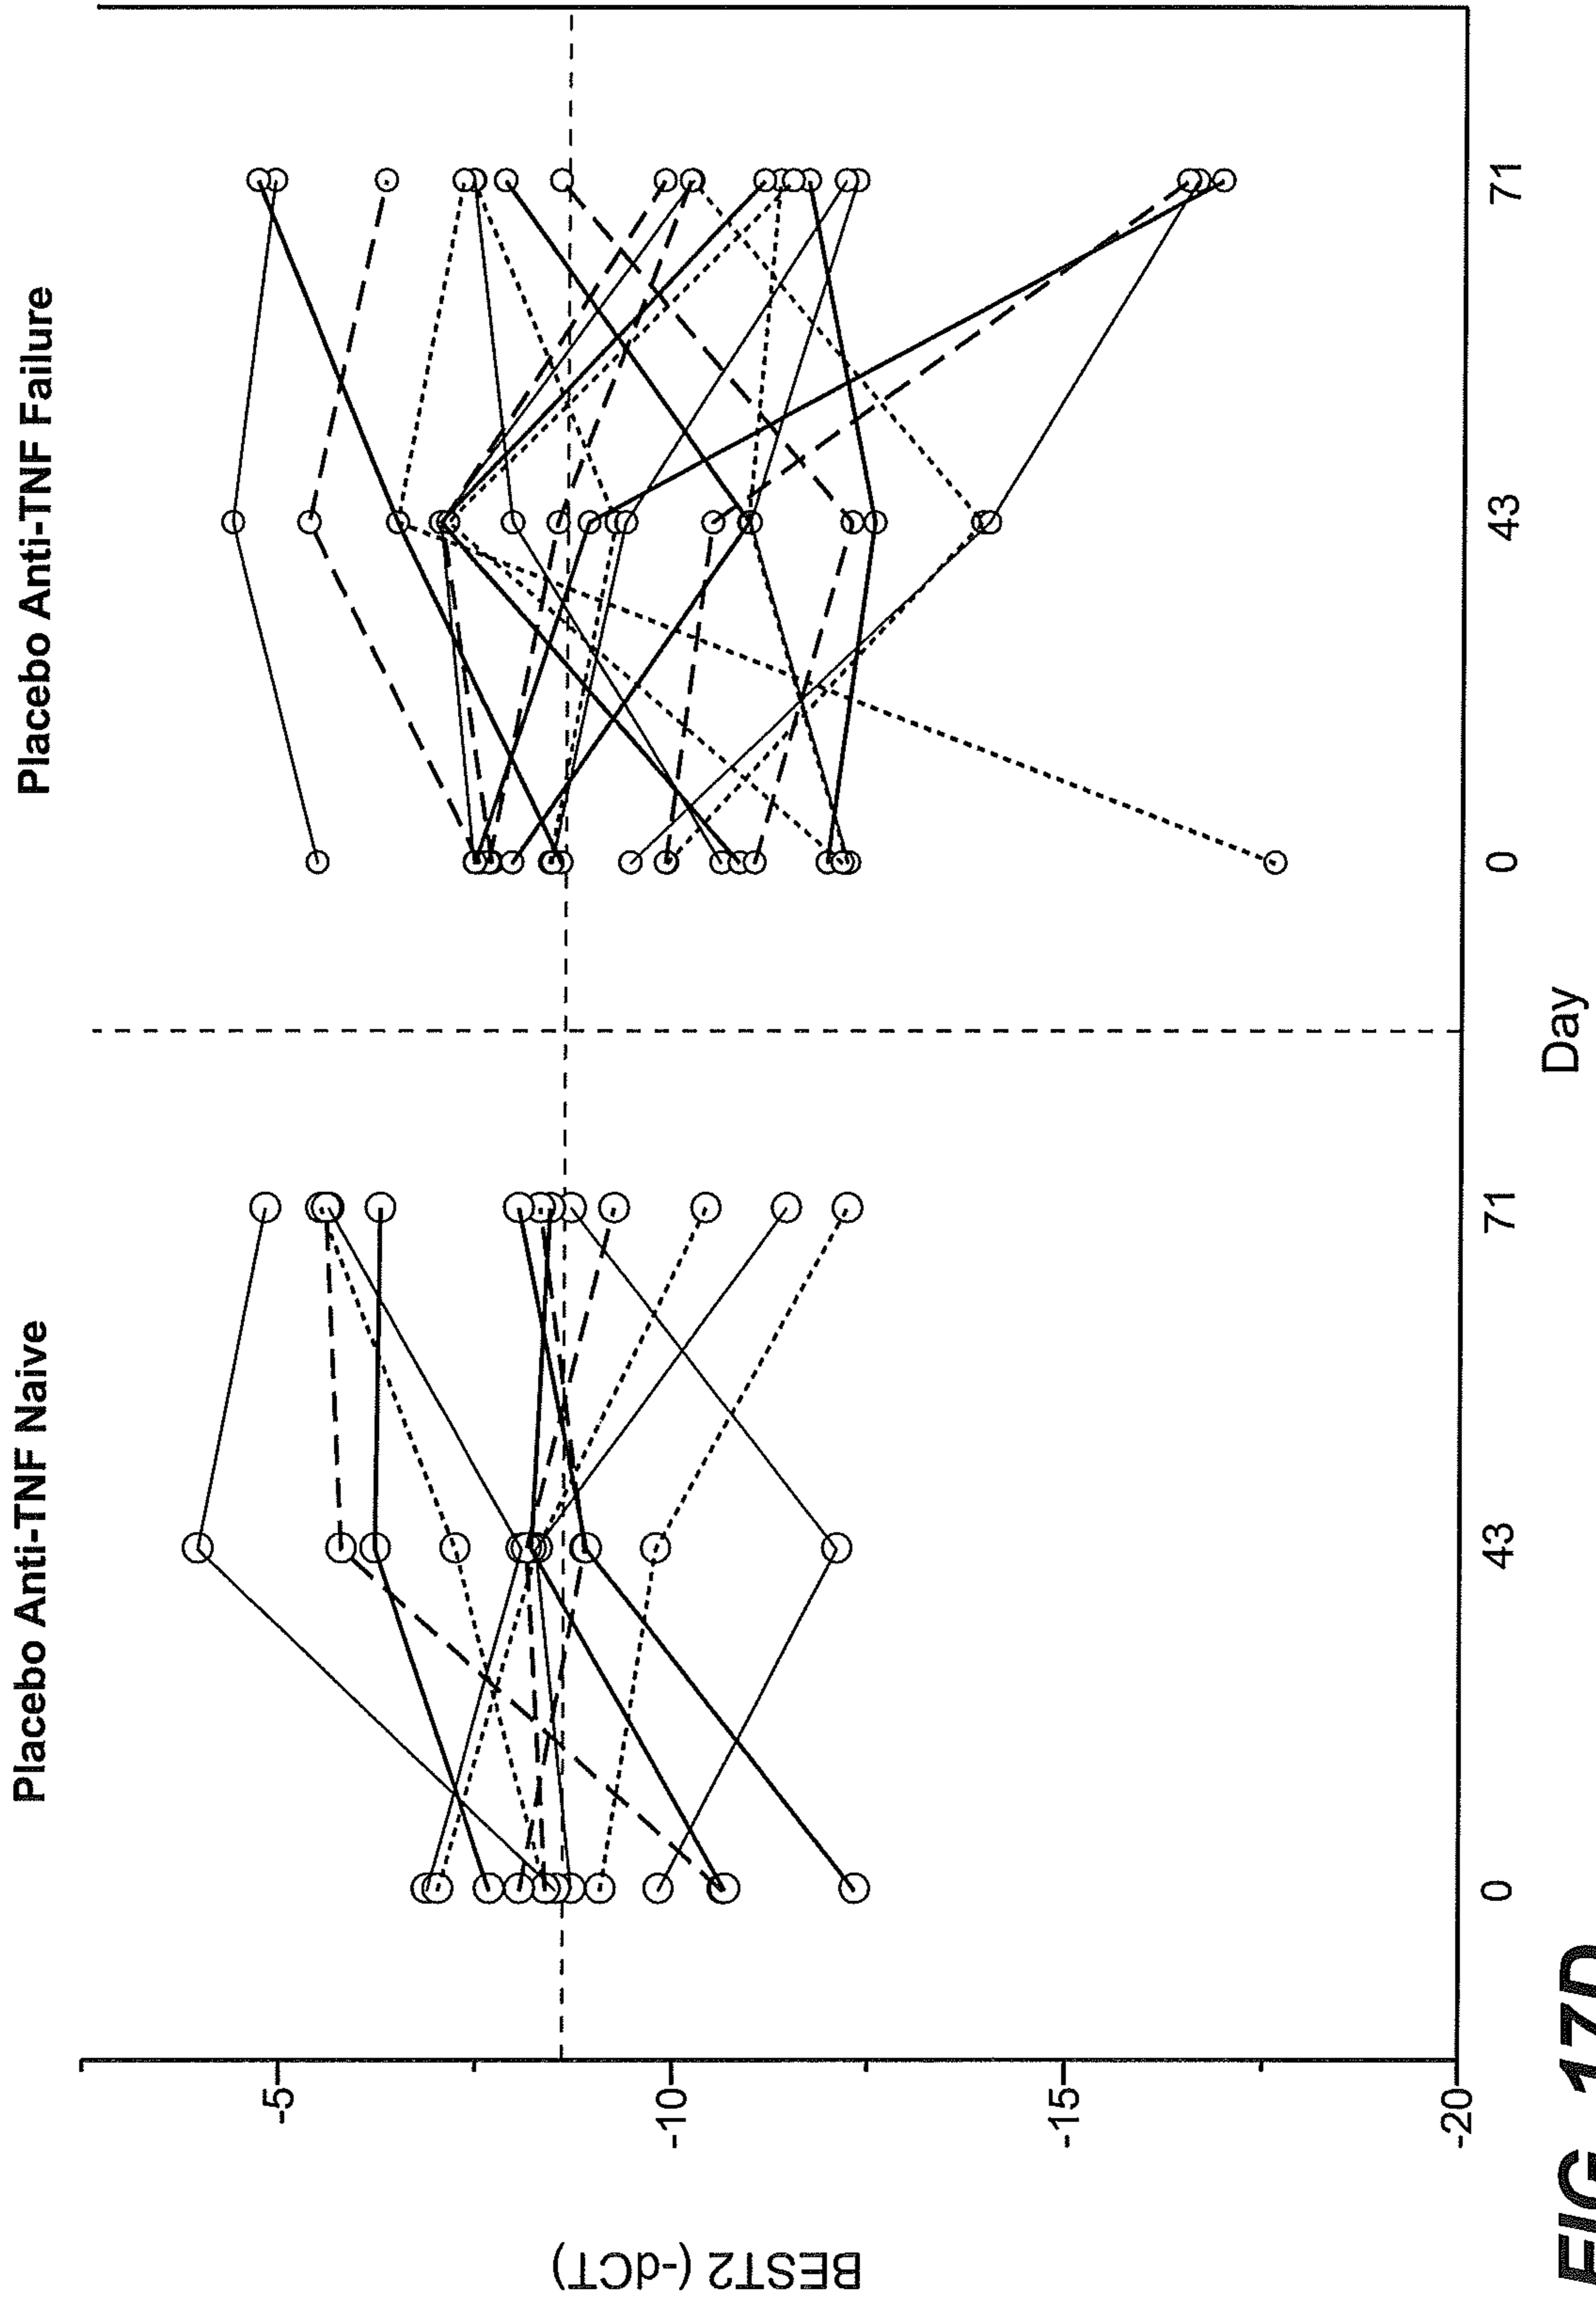 Placebo Anti-TNF Naive
Placebo Anti-TNF Failure
BEST2 (-dCT)
-5
-10
-15
-20
0
43
71
0
43
71
Day
FIG. 17D